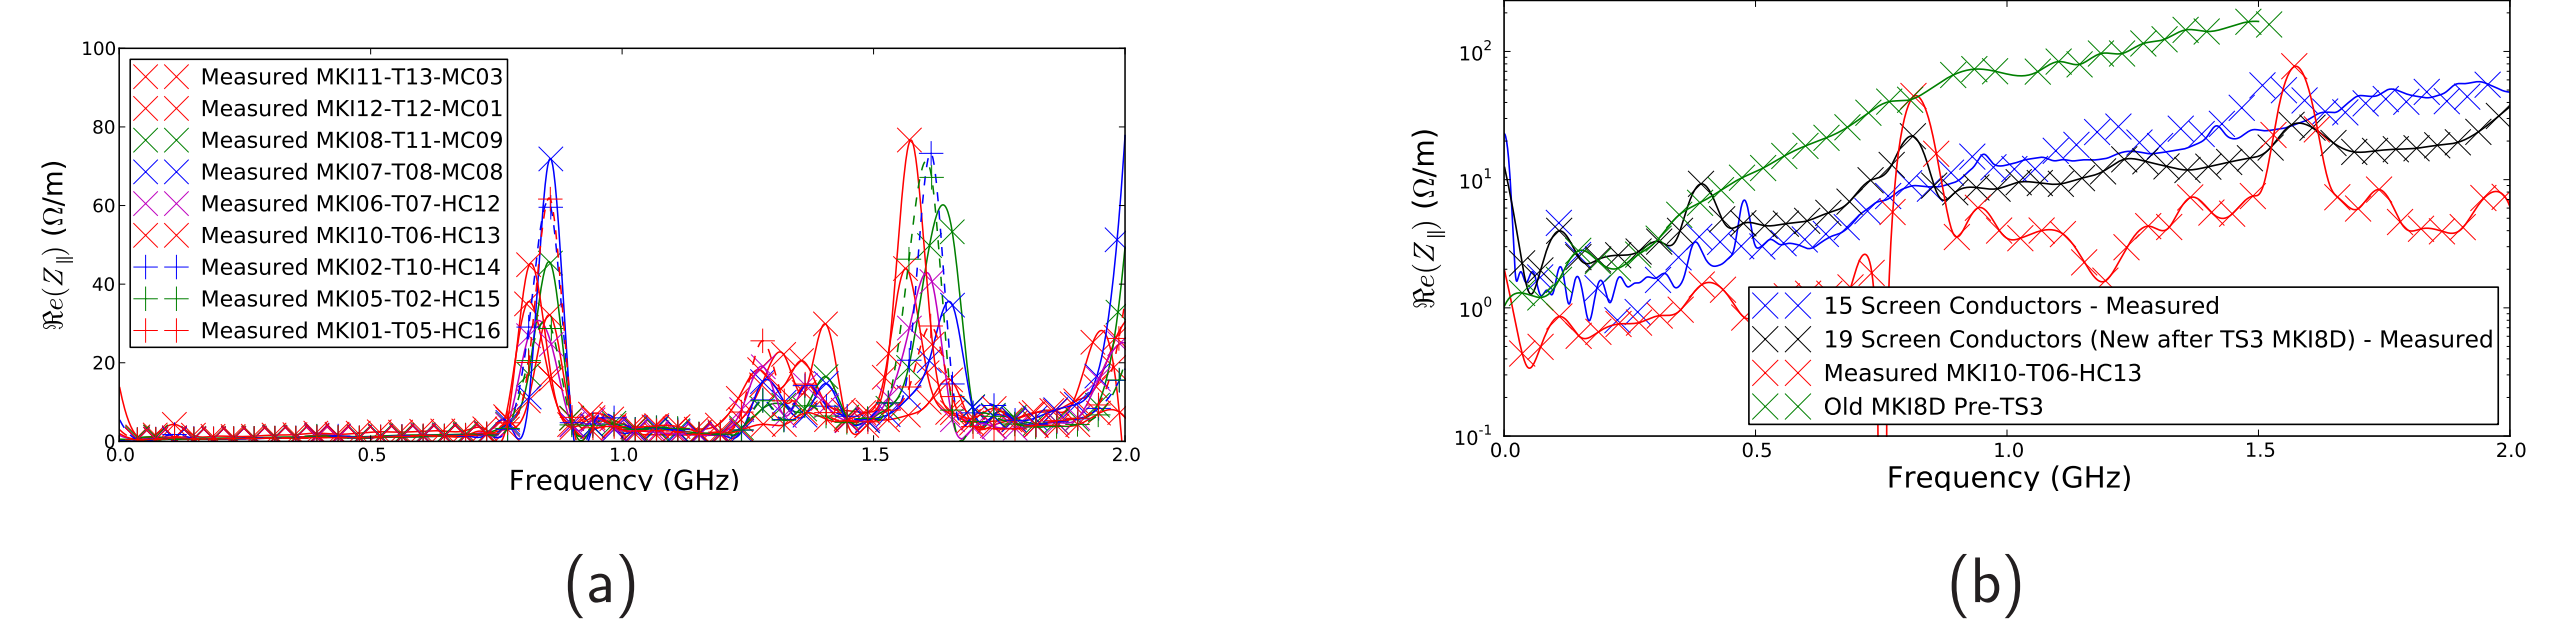 100
80
60
40
20
0
0.0 0.5 1.0 1.5 2.0
ℜe(Z∥) (Ω/m)
Frequency (GHz)
Measured MKI11-T13-MC03
Measured MKI12-T12-MC01
Measured MKI08-T11-MC09
Measured MKI07-T08-MC08
Measured MKI06-T07-HC12
Measured MKI10-T06-HC13
Measured MKI02-T10-HC14
Measured MKI05-T02-HC15
Measured MKI01-T05-HC16
(a)
10²
10¹
10⁰
10⁻¹
0.0 0.5 1.0 1.5 2.0
ℜe(Z∥) (Ω/m)
Frequency (GHz)
15 Screen Conductors - Measured
19 Screen Conductors (New after TS3 MKI8D) - Measured
Measured MKI10-T06-HC13
Old MKI8D Pre-TS3
(b)